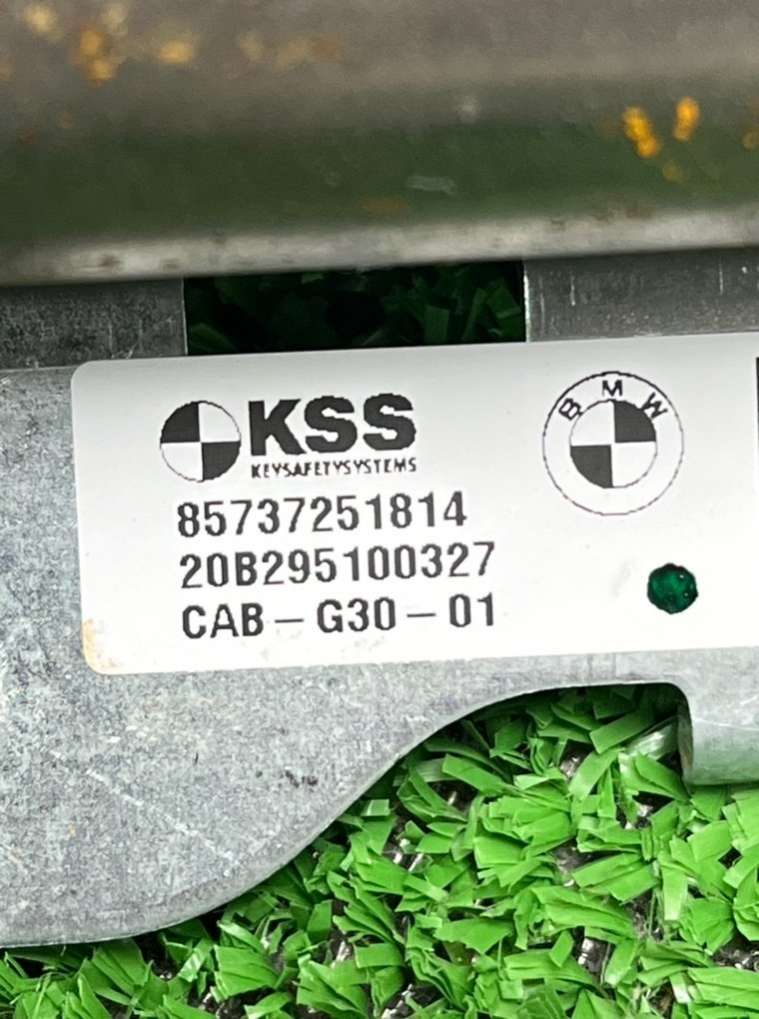 KSS
KEYSAFETYSYSTEMS
BMW
85737251814
20B295100327
CAB-G30-01